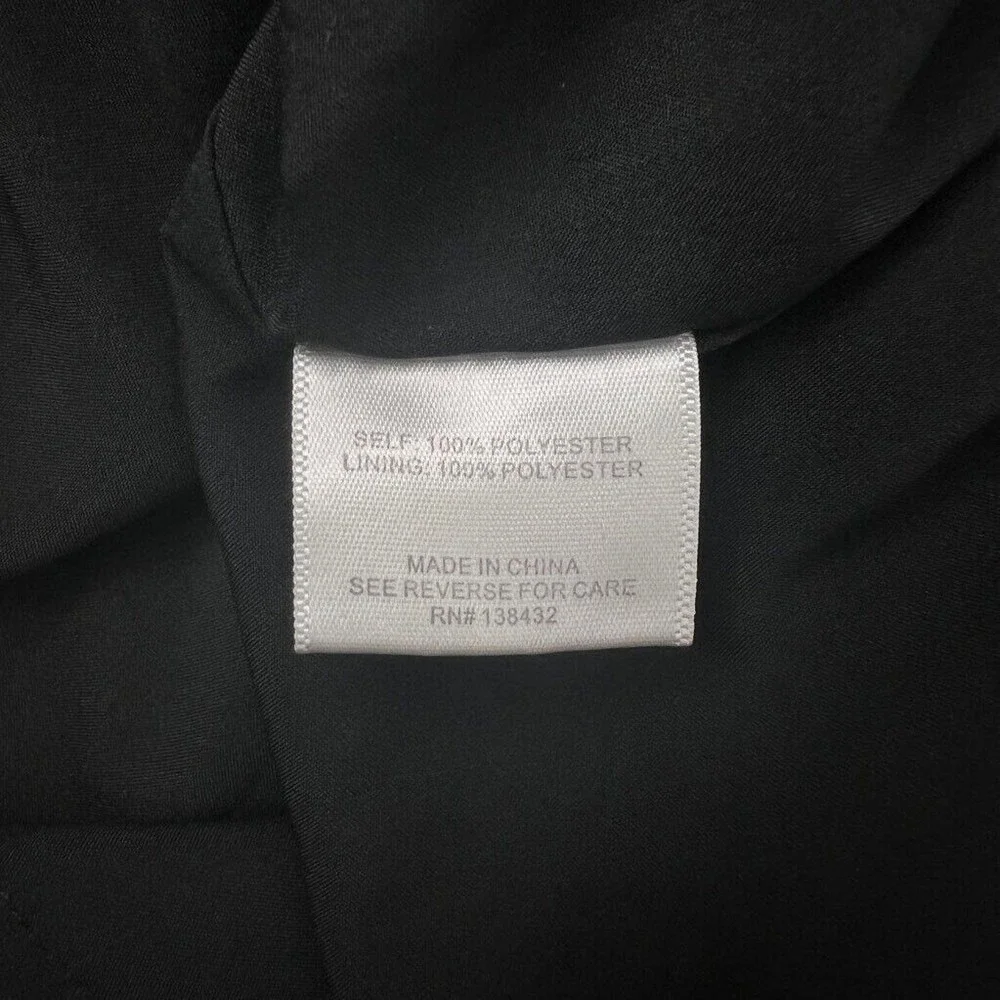 SELF: 100% POLYESTER
LINING: 100% POLYESTER
MADE IN CHINA
SEE REVERSE FOR CARE
RN# 138432